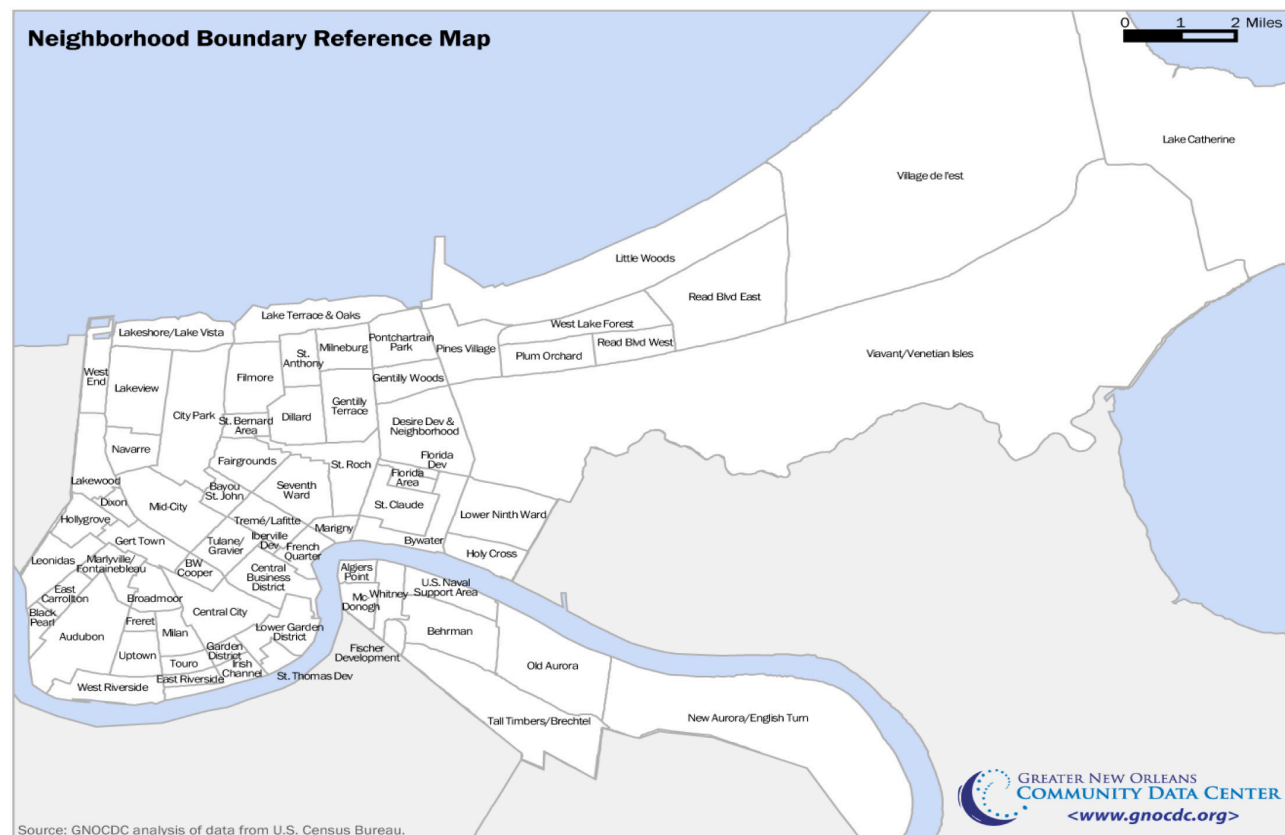 Neighborhood Boundary Reference Map
0 1 2 Miles
Lake Catherine
Village de l'est
Little Woods
Read Blvd East
Lake Terrace & Oaks
West Lake Forest
Lakeshore/Lake Vista
Pontchartrain
Park
Milneburg
St.
Anthony
Pines Village
Read Blvd West
Plum Orchard
Viavant/Venetian Isles
West
End
Lakeview
Filmore
Gentilly Woods
Gentilly
Terrace
City Park
St. Bernard
Area
Dillard
Desire Dev &
Neighborhood
Navarre
Florida
Dev
Fairgrounds
St. Roch
Florida
Area
Lakewood
Bayou
St. John
Seventh
Ward
Dixon
Mid-City
St. Claude
Lower Ninth Ward
Hollygrove
Tremé/Lafitte
Marigny
Gert Town
Tulane/
Gravier
Iberville
Dev
French
Quarter
Bywater
Holy Cross
Leonidas
Marlyville/
Fontainebleau
BW
Cooper
Central
Business
District
Algiers
Point
U.S. Naval
Support Area
East
Carrollton
Broadmoor
Mc-
Donogh
Whitney
Black
Pearl
Central City
Freret
Milan
Lower Garden
District
Behrman
Audubon
Garden
District
Fischer
Development
Uptown
Touro
Irish
Channel
Old Aurora
East Riverside
St. Thomas Dev
West Riverside
Tall Timbers/Brechtel
New Aurora/English Turn
GREATER NEW ORLEANS
COMMUNITY DATA CENTER
<www.gnocdc.org>
Source: GNOCDC analysis of data from U.S. Census Bureau.